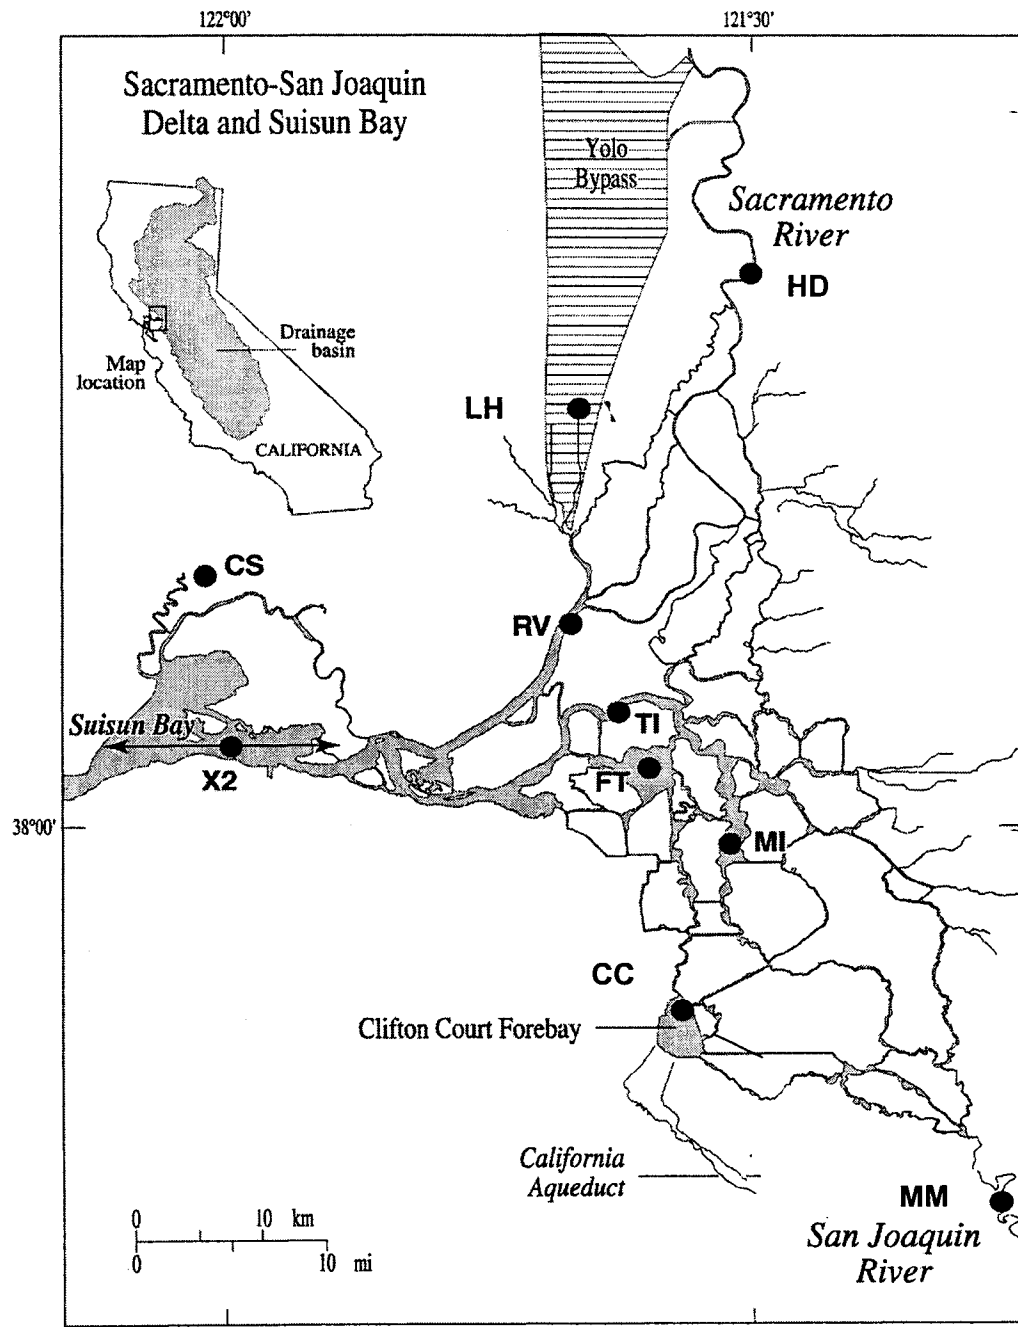 122°00'
121°30'
Sacramento-San Joaquin
Delta and Suisun Bay
Yolo
Bypass
Sacramento
River
HD
Drainage
basin
Map
location
CALIFORNIA
LH
CS
RV
TI
Suisun Bay
X2
FT
38°00'
MI
CC
Clifton Court Forebay
California
Aqueduct
MM
San Joaquin
River
0 10 km
0 10 mi